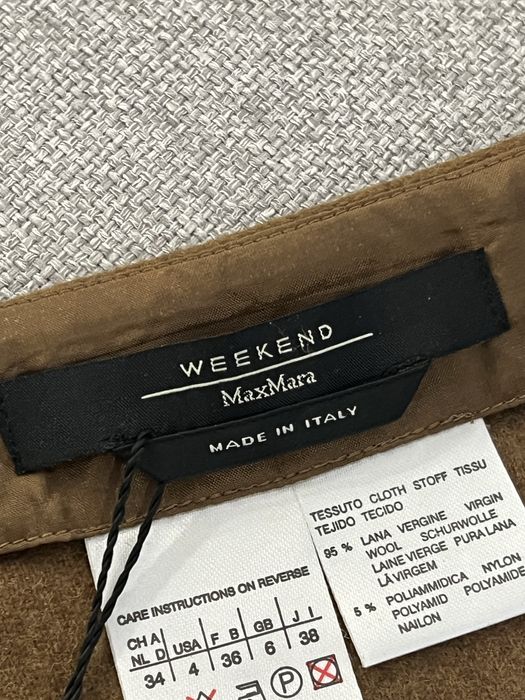 WEEKEND
MaxMara
MADE IN ITALY
TESSUTO CLOTH STOFF TISSU
TEJIDO TECIDO
95 % LANA VERGINE VIRGIN
WOOL SCHURWOLLE
LAINE VIERGE PURA LANA
LÃ VIRGEM
5 % POLIAMMIDICA NYLON
POLYAMID POLYAMIDE
NAILON
CARE INSTRUCTIONS ON REVERSE
CH A NL D USA F B GB J I
34 4 36 6 38
P